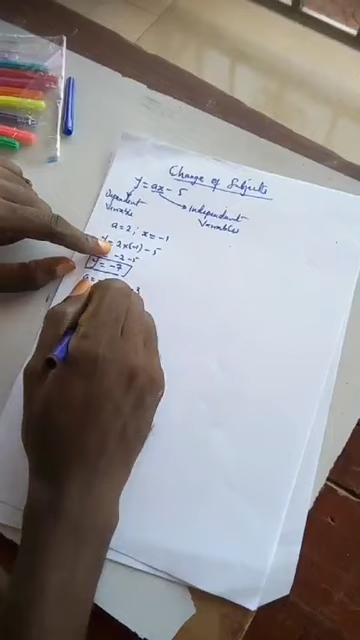 Change of Subjects
y = ax - 5
Dependent
Variable
independent
Variables
a = 2 ; x = -1
y = 2x(-1) - 5
-2 - 5
y = -7